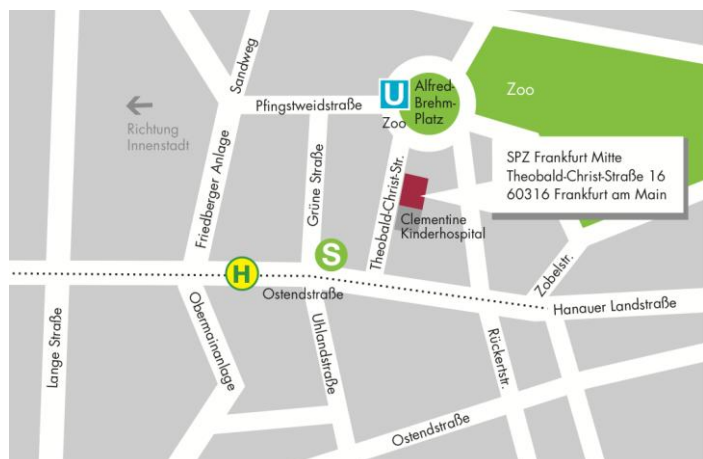 Sandweg
U
Alfred-
Brehm-
Platz
Zoo
Zoo
Pfingstweidstraße
Richtung
Innenstadt
Friedberger Anlage
Grüne Straße
Theobald-Christ-Str.
SPZ Frankfurt Mitte
Theobald-Christ-Straße 16
60316 Frankfurt am Main
Clementine
Kinderhospital
S
H
Ostendstraße
Zobelstr.
Hanauer Landstraße
Lange Straße
Obermainanlage
Uhlandstraße
Rückertstr.
Ostendstraße